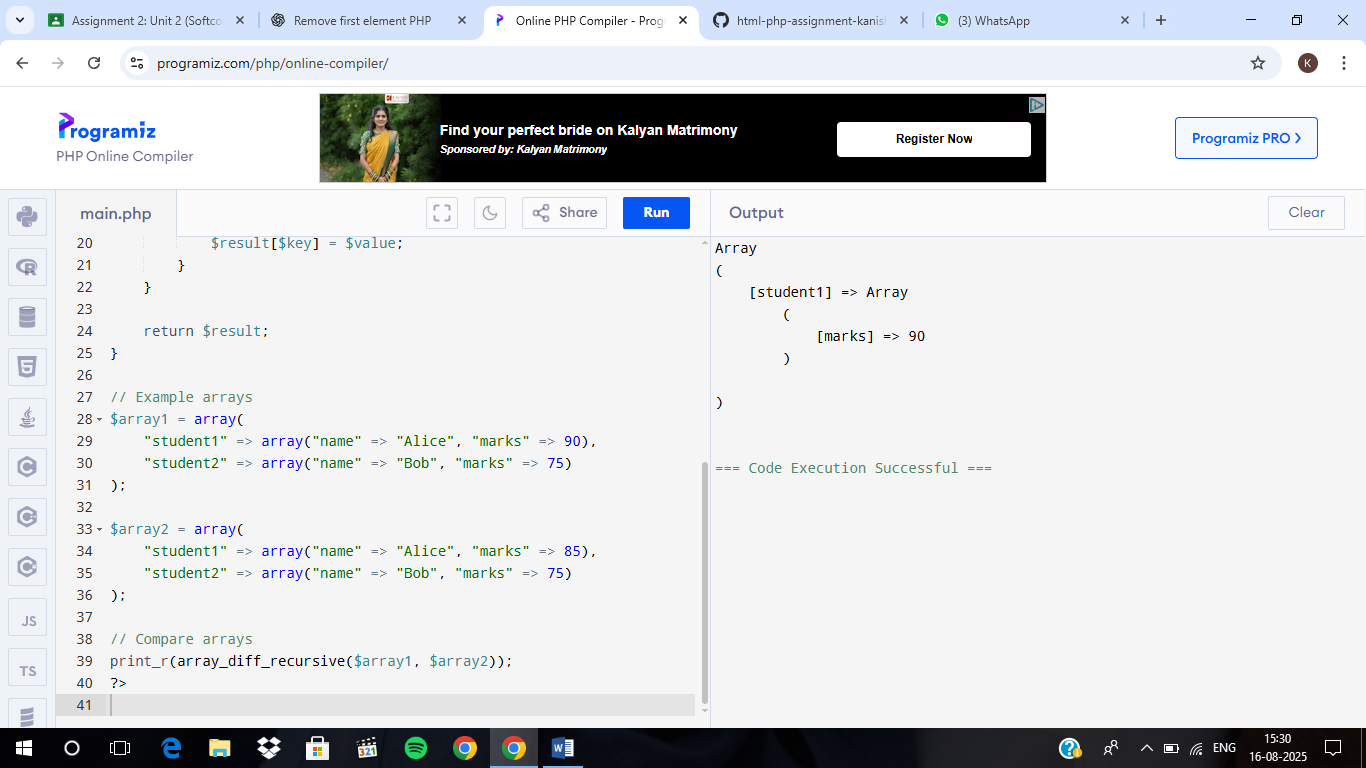 Assignment 2: Unit 2 (Softco
Remove first element PHP
Online PHP Compiler - Prog
html-php-assignment-kanis
(3) WhatsApp
programiz.com/php/online-compiler/
K
Programiz
PHP Online Compiler
Find your perfect bride on Kalyan Matrimony
Sponsored by: Kalyan Matrimony
Register Now
Programiz PRO >
main.php
Share
Run
Output
Clear
20 $result[$key] = $value;
21 }
22 }
23
24 return $result;
25 }
26
27 // Example arrays
28 $array1 = array(
29 "student1" => array("name" => "Alice", "marks" => 90),
30 "student2" => array("name" => "Bob", "marks" => 75)
31 );
32
33 $array2 = array(
34 "student1" => array("name" => "Alice", "marks" => 85),
35 "student2" => array("name" => "Bob", "marks" => 75)
36 );
37
38 // Compare arrays
39 print_r(array_diff_recursive($array1, $array2));
40 ?>
41
Array
(
[student1] => Array
(
[marks] => 90
)
)
=== Code Execution Successful ===
JS
TS
321
ENG
15:30
16-08-2025